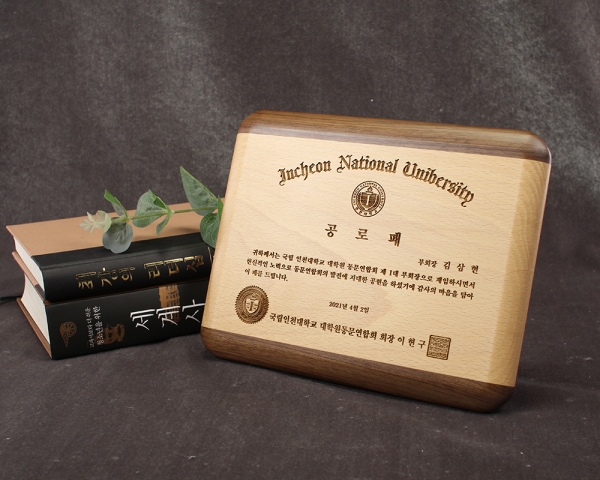 Incheon National University
공 로 패
부회장 김 삼 현
귀하께서는 국립 인천대학교 대학원 동문연합회 제 1대 부회장으로 재임하시면서
헌신적인 노력으로 동문연합회의 발전에 지대한 공헌을 하셨기에 감사의 마음을 담아
이 패를 드립니다.
2021년 4월 2일
국립인천대학교 대학원동문연합회 회장 이 현 구
세계사